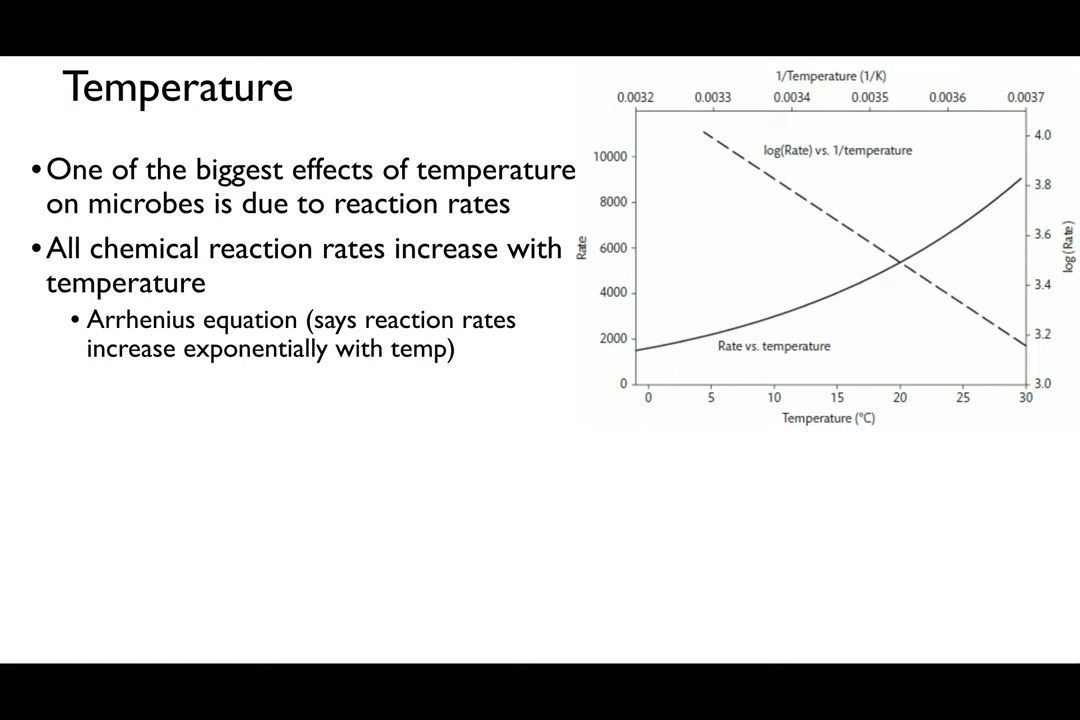 Temperature
•One of the biggest effects of temperature
on microbes is due to reaction rates
•All chemical reaction rates increase with
temperature
• Arrhenius equation (says reaction rates
increase exponentially with temp)
1/Temperature (1/K)
0.0032 0.0033 0.0034 0.0035 0.0036 0.0037
log(Rate) vs. 1/temperature
Rate vs. temperature
Rate
10000
8000
6000
4000
2000
0
4.0
3.8
3.6
3.4
3.2
3.0
log (Rate)
0 5 10 15 20 25 30
Temperature (°C)